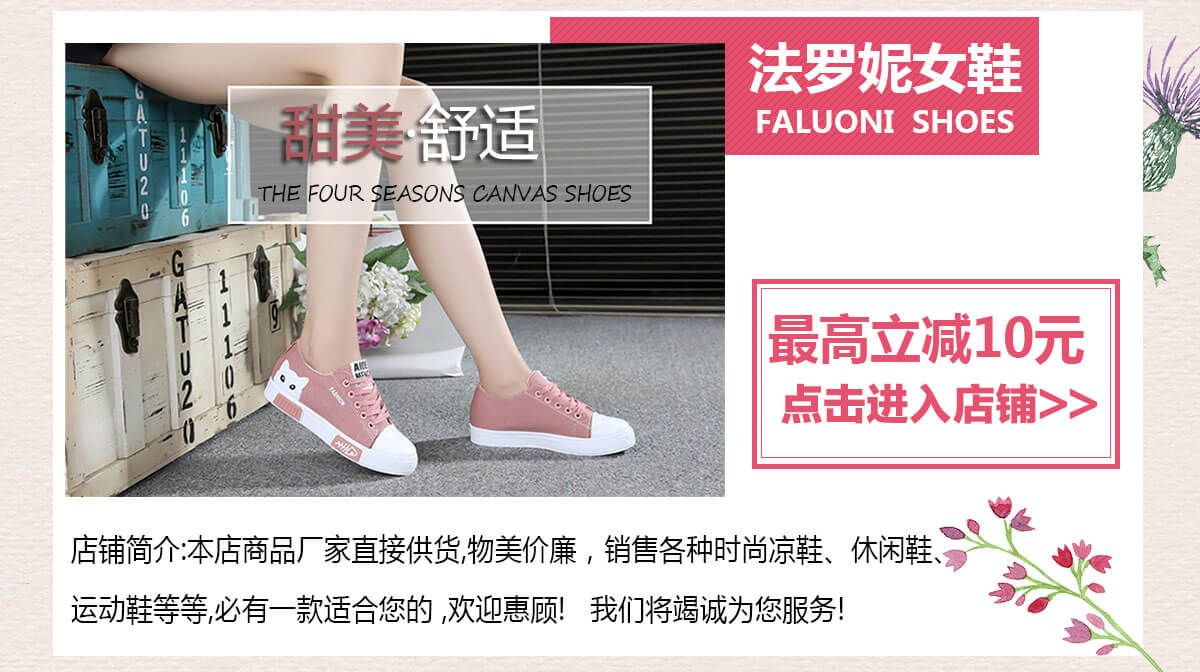 法罗妮女鞋
FALUONI SHOES
甜美·舒适
THE FOUR SEASONS CANVAS SHOES
GATU20
11106
GATU20
11106
9
FASHION
最高立减10元
点击进入店铺>>
店铺简介:本店商品厂家直接供货,物美价廉，销售各种时尚凉鞋、休闲鞋、
运动鞋等等,必有一款适合您的 ,欢迎惠顾! 我们将竭诚为您服务!